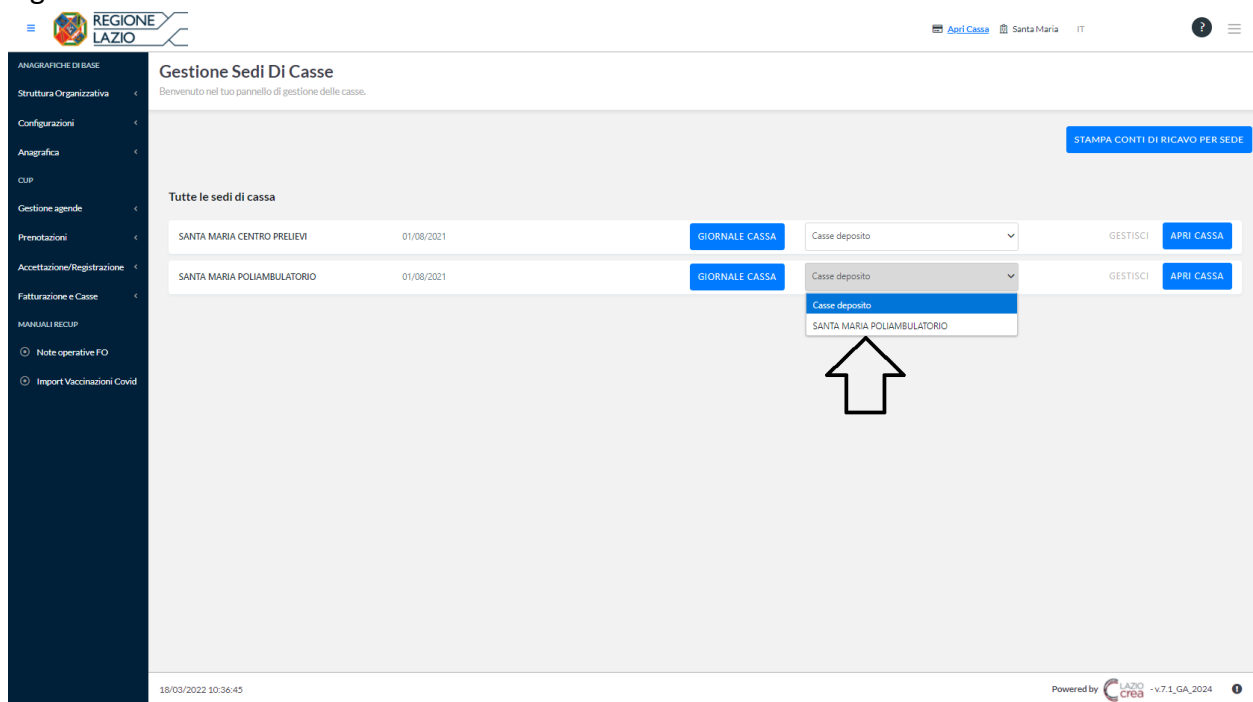 REGIONE
LAZIO
Apri Cassa Santa Maria IT ?
ANAGRAFICHE DI BASE
Struttura Organizzativa
Configurazioni
Anagrafica
CUP
Gestione agende
Prenotazioni
Accettazione/Registrazione
Fatturazione e Casse
MANUALI RECUP
Note operative FO
Import Vaccinazioni Covid
Gestione Sedi Di Casse
Benvenuto nel tuo pannello di gestione delle casse.
STAMPA CONTI DI RICAVO PER SEDE
Tutte le sedi di cassa
SANTA MARIA CENTRO PRELIEVI 01/08/2021 GIORNALE CASSA Casse deposito GESTISCI APRI CASSA
SANTA MARIA POLIAMBULATORIO 01/08/2021 GIORNALE CASSA Casse deposito GESTISCI APRI CASSA
Casse deposito
SANTA MARIA POLIAMBULATORIO
18/03/2022 10:36:45 Powered by LAZIO crea - v.7.1_GA_2024